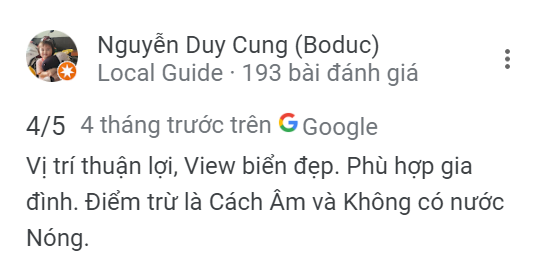 Nguyễn Duy Cung (Boduc)
Local Guide · 193 bài đánh giá
4/5 4 tháng trước trên Google
Vị trí thuận lợi, View biển đẹp. Phù hợp gia
đình. Điểm trừ là Cách Âm và Không có nước
Nóng.